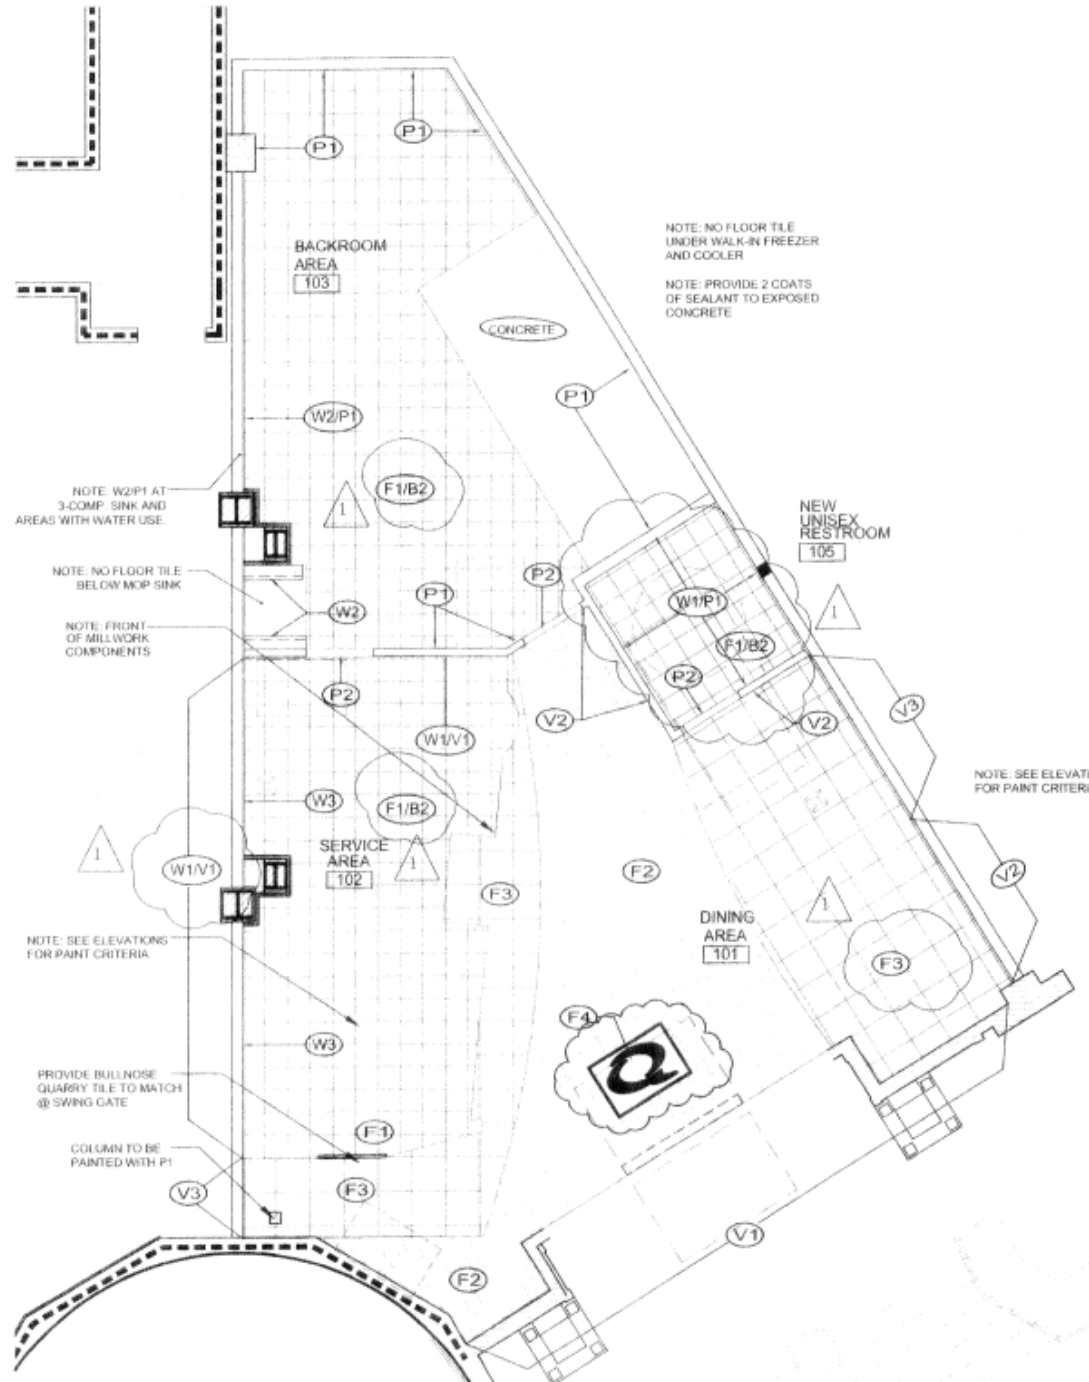 P1
P1
BACKROOM
AREA
103
NOTE: NO FLOOR TILE
UNDER WALK-IN FREEZER
AND COOLER
NOTE: PROVIDE 2 COATS
OF SEALANT TO EXPOSED
CONCRETE
CONCRETE
P1
W2/P1
F1/B2
1
NOTE: W2/P1 AT
3-COMP. SINK AND
AREAS WITH WATER USE.
NEW
UNISEX
RESTROOM
105
NOTE: NO FLOOR TILE
BELOW MOP SINK
P2
P1
W2
W1/P1
1
NOTE: FRONT
OF MILLWORK
COMPONENTS
F1/B2
P2
P2
V3
V2
V2
W1/V1
NOTE: SEE ELEVATI
FOR PAINT CRITERI
W3
F1/B2
SERVICE
AREA
102
1
1
W1/V1
F2
V2
F3
1
DINING
AREA
101
NOTE: SEE ELEVATIONS
FOR PAINT CRITERIA
F3
F4
W3
PROVIDE BULLNOSE
QUARRY TILE TO MATCH
@ SWING GATE
F1
COLUMN TO BE
PAINTED WITH P1
V3
F3
V1
F2